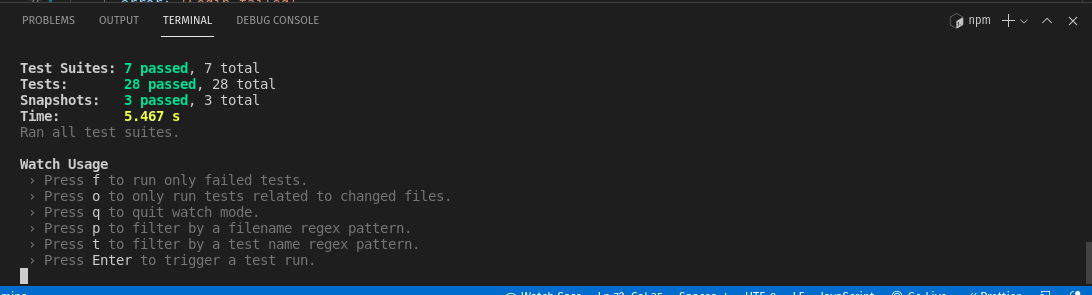 PROBLEMS OUTPUT TERMINAL DEBUG CONSOLE npm
Test Suites: 7 passed, 7 total
Tests: 28 passed, 28 total
Snapshots: 3 passed, 3 total
Time: 5.467 s
Ran all test suites.
Watch Usage
› Press f to run only failed tests.
› Press o to only run tests related to changed files.
› Press q to quit watch mode.
› Press p to filter by a filename regex pattern.
› Press t to filter by a test name regex pattern.
› Press Enter to trigger a test run.